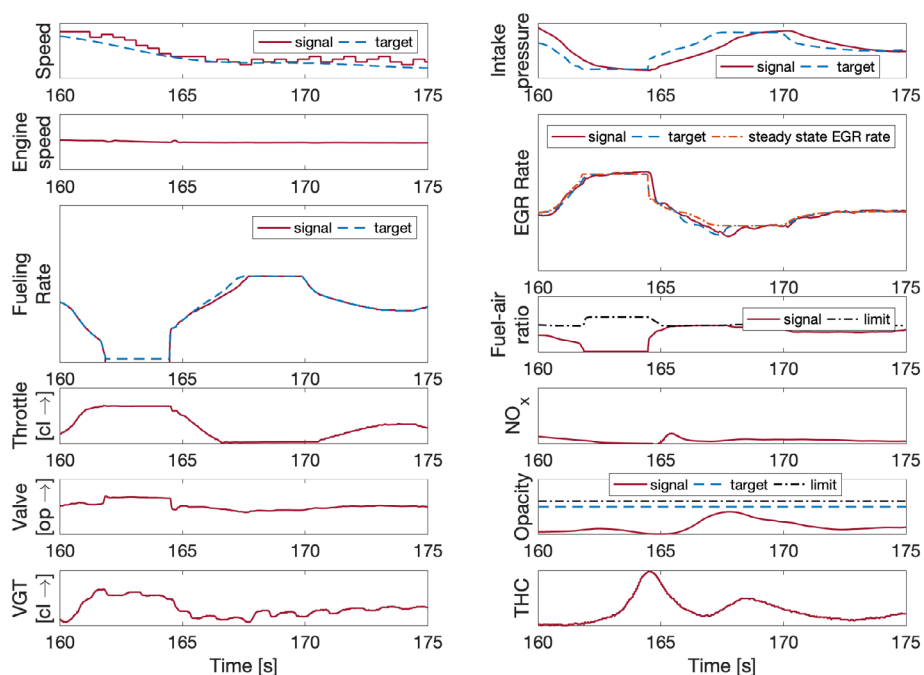 Speed
signal target
160 165 170 175
Engine
speed
160 165 170 175
Fueling
Rate
signal target
160 165 170 175
Throttle
[cl →]
160 165 170 175
Valve
[op →]
160 165 170 175
VGT
[cl →]
160 165 170 175
Time [s]
Intake
pressure
signal target
160 165 170 175
EGR Rate
signal target steady state EGR rate
160 165 170 175
Fuel-air
ratio
signal limit
160 165 170 175
NOx
160 165 170 175
Opacity
signal target limit
160 165 170 175
THC
160 165 170 175
Time [s]